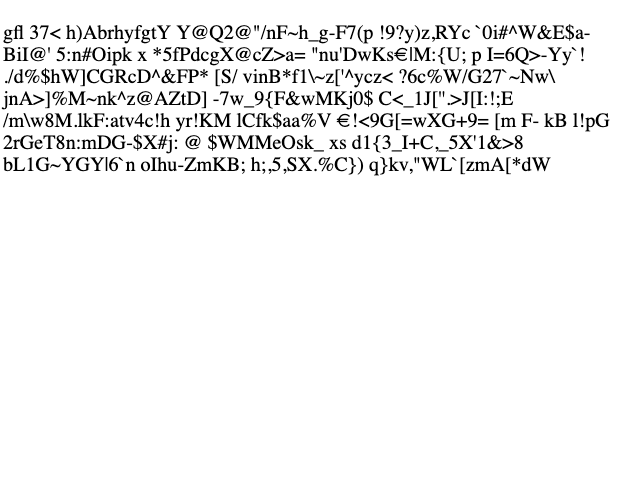 gfl 37< h)AbrhyfgtY Y@Q2@"/nF~h_g-F7(p !9?y)z,RYc `0i#^W&E$a-
BiI@' 5:n#Oipk x *5fPdcgX@cZ>a= "nu'DwKs€|M:{U; p I=6Q>-Yy`!
./d%$hW]CGRcD^&FP* [S/ vinB*f1\~z['^ycz< ?6c%W/G27`~Nw\
jnA>]%M~nk^z@AZtD] -7w_9{F&wMKj0$ C<_1J[".>J[I:!;E
/m\w8M.lkF:atv4c!h yr!KM lCfk$aa%V €!<9G[=wXG+9= [m F- kB l!pG
2rGeT8n:mDG-$X#j: @ $WMMeOsk_ xs d1{3_I+C,_5X'1&>8
bL1G~YGY|6`n oIhu-ZmKB; h;,5,SX.%C}) q}kv,"WL`[zmA[*dW